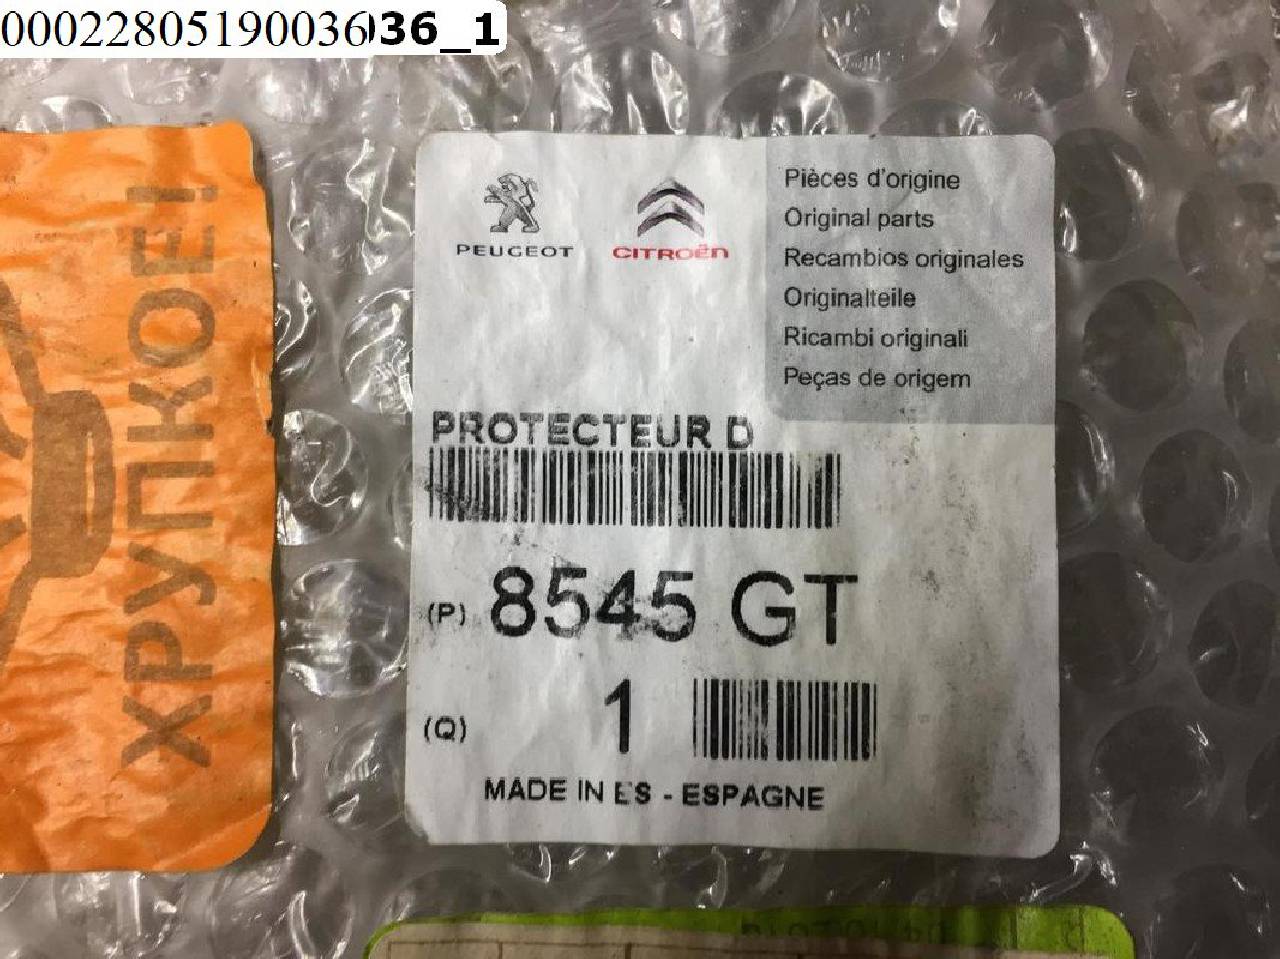 00022805190036036_1
ХРУПКОЕ!
PEUGEOT
CITROËN
Pièces d'origine
Original parts
Recambios originales
Originalteile
Ricambi originali
Peças de origem
PROTECTEUR D
(P) 8545 GT
(Q) 1
MADE IN ES - ESPAGNE